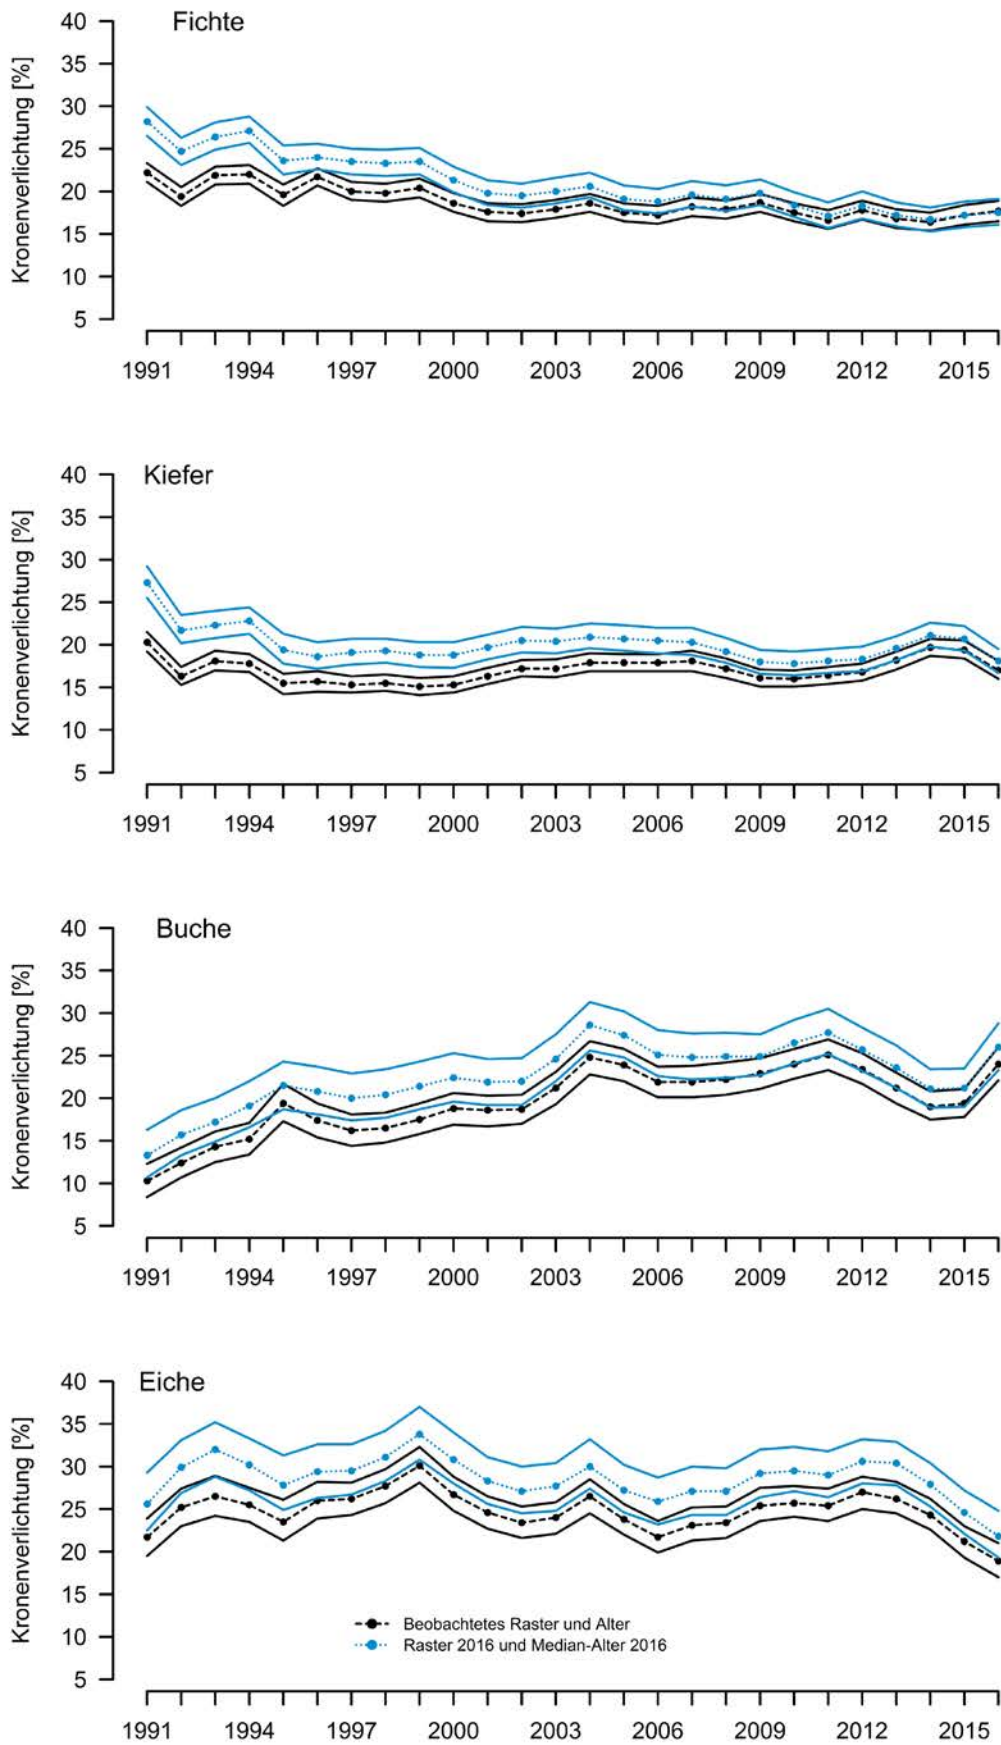 Fichte
Kronenverlichtung [%]
40
35
30
25
20
15
10
5
1991 1994 1997 2000 2003 2006 2009 2012 2015
Kiefer
Kronenverlichtung [%]
40
35
30
25
20
15
10
5
1991 1994 1997 2000 2003 2006 2009 2012 2015
Buche
Kronenverlichtung [%]
40
35
30
25
20
15
10
5
1991 1994 1997 2000 2003 2006 2009 2012 2015
Eiche
Kronenverlichtung [%]
40
35
30
25
20
15
10
5
Beobachtetes Raster und Alter
Raster 2016 und Median-Alter 2016
1991 1994 1997 2000 2003 2006 2009 2012 2015